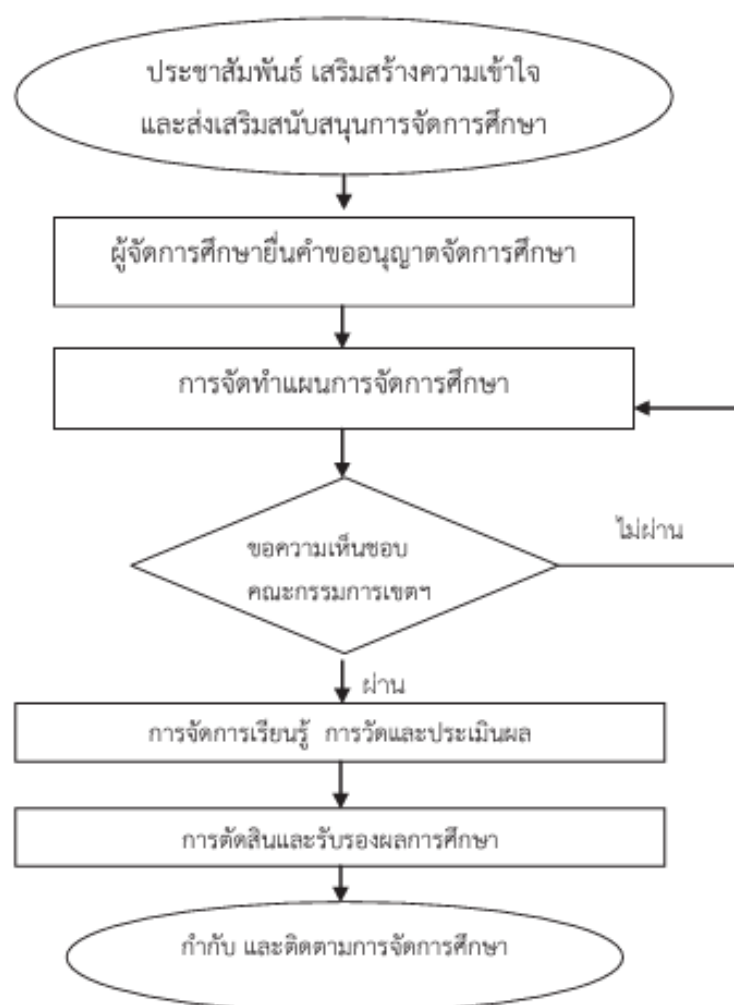 ประชาสัมพันธ์ เสริมสร้างความเข้าใจ
และส่งเสริมสนับสนุนการจัดการศึกษา
ผู้จัดการศึกษายื่นคำขออนุญาตจัดการศึกษา
การจัดทำแผนการจัดการศึกษา
ขอความเห็นชอบ
คณะกรรมการเขตฯ
ไม่ผ่าน
ผ่าน
การจัดการเรียนรู้ การวัดและประเมินผล
การตัดสินและรับรองผลการศึกษา
กำกับ และติดตามการจัดการศึกษา